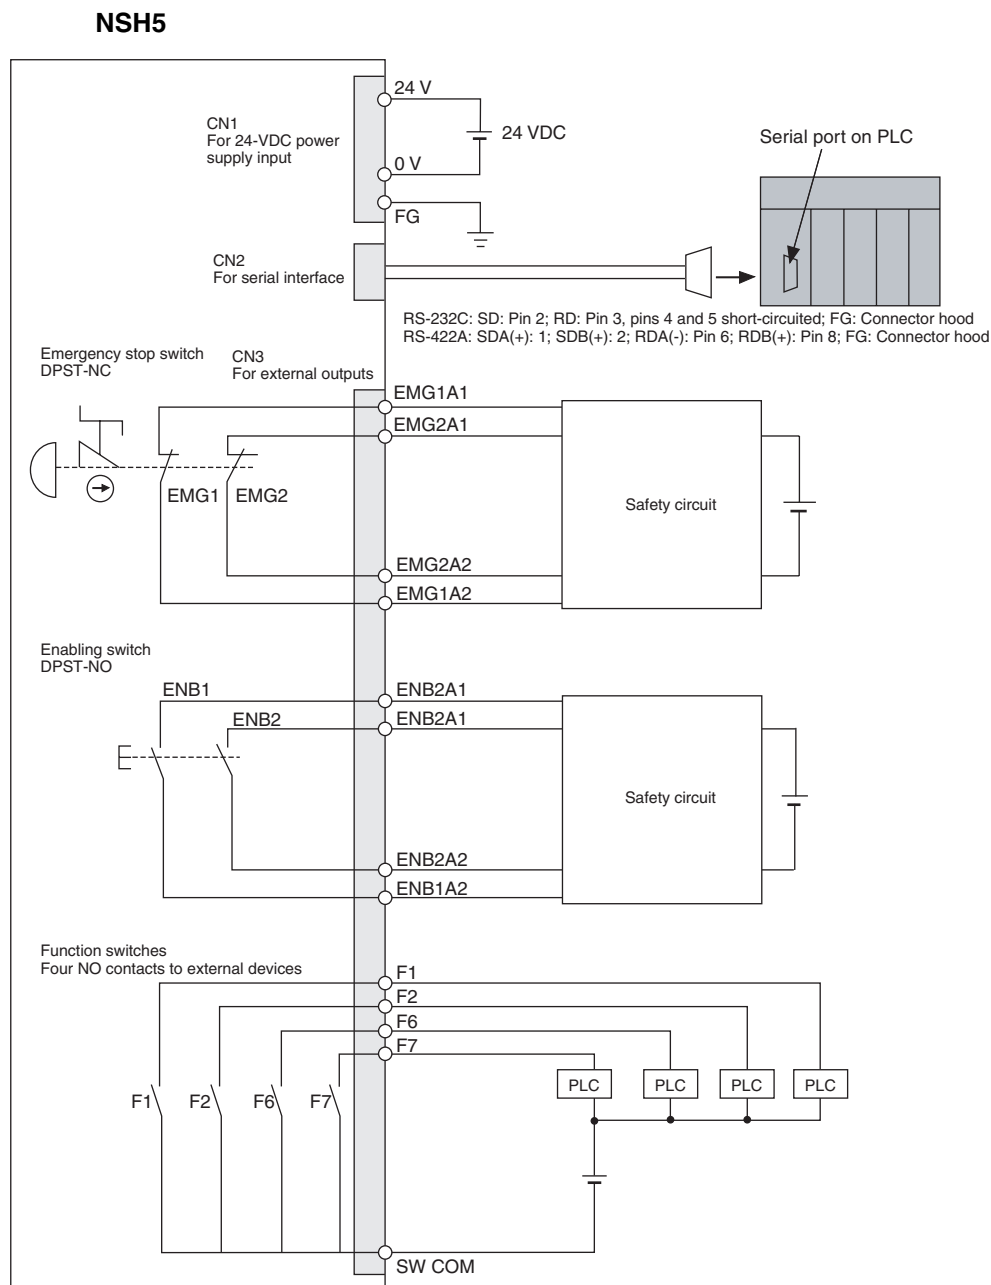 NSH5
24 V
CN1
For 24-VDC power
supply input
24 VDC
0 V
FG
Serial port on PLC
CN2
For serial interface
RS-232C: SD: Pin 2; RD: Pin 3, pins 4 and 5 short-circuited; FG: Connector hood
RS-422A: SDA(+): 1; SDB(+): 2; RDA(-): Pin 6; RDB(+): Pin 8; FG: Connector hood
Emergency stop switch
DPST-NC
CN3
For external outputs
EMG1A1
EMG2A1
EMG1
EMG2
Safety circuit
EMG2A2
EMG1A2
Enabling switch
DPST-NO
ENB1
ENB2A1
ENB2
ENB2A1
Safety circuit
ENB2A2
ENB1A2
Function switches
Four NO contacts to external devices
F1
F2
F6
F7
PLC
PLC
PLC
PLC
F1
F2
F6
F7
SW COM